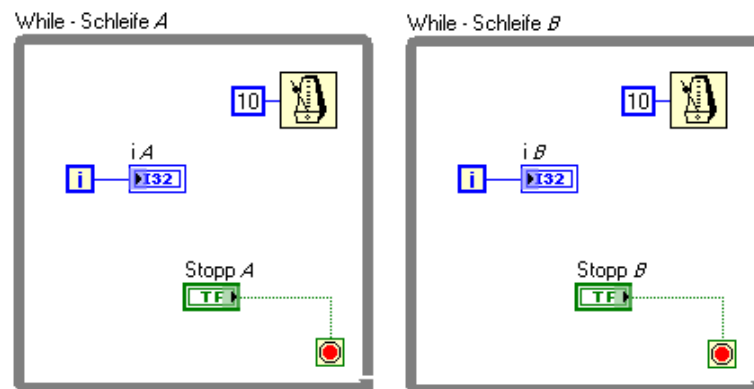 While - Schleife A
While - Schleife B
10
10
i A
i B
i
I32
i
I32
Stopp A
Stopp B
TF
TF